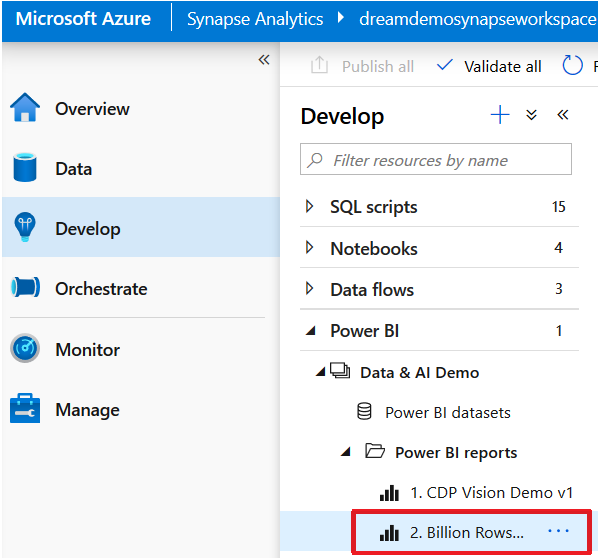 Microsoft Azure Synapse Analytics dreamdemosynapseworkspace
Publish all Validate all
Develop
Filter resources by name
Overview
Data
Develop
Orchestrate
Monitor
Manage
SQL scripts 15
Notebooks 4
Data flows 3
Power BI 1
Data & AI Demo
Power BI datasets
Power BI reports
1. CDP Vision Demo v1
2. Billion Rows... ...